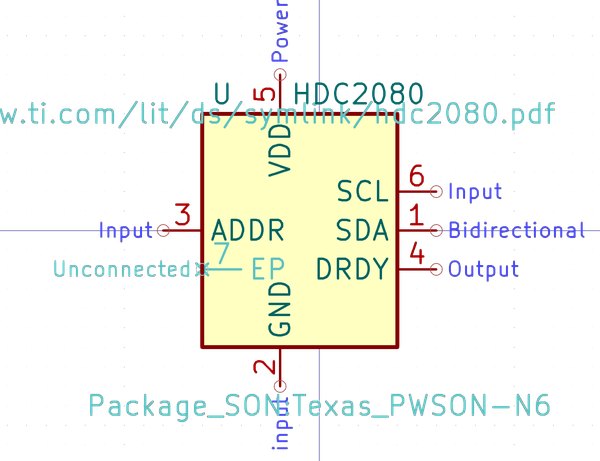 Power
5
U HDC2080
w.ti.com/lit/ds/symlink/hdc2080.pdf
VDD
6
SCL Input
3
1
Input ADDR SDA Bidirectional
7
4
Unconnected EP DRDY Output
GND
2
Package_SON:Texas_PWSON-N6
input